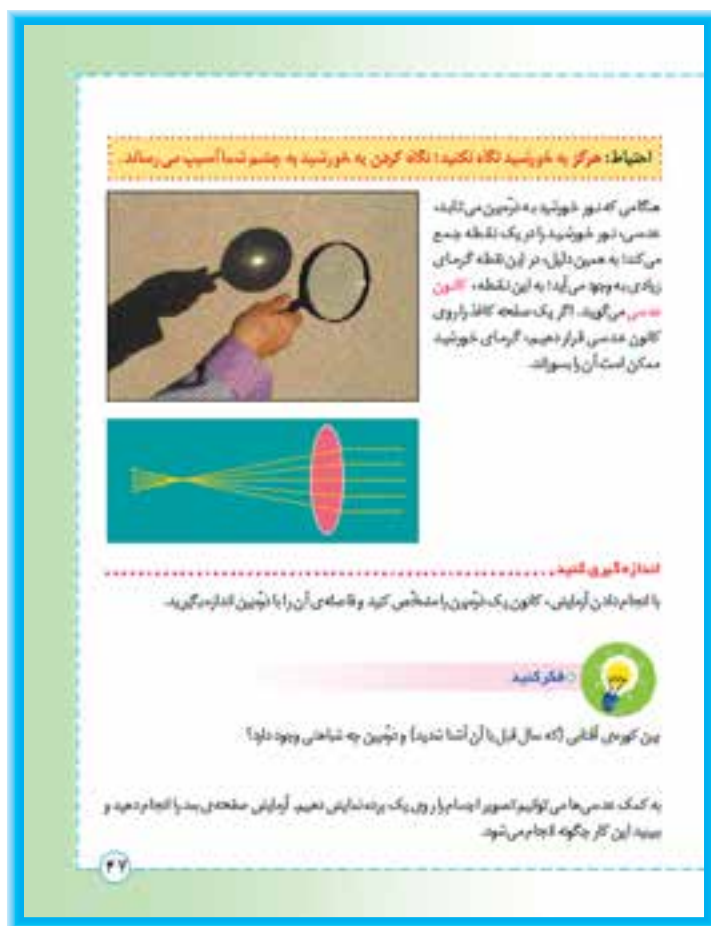 احتیاط: هرگز به خورشید نگاه نکنید؛ نگاه کردن به خورشید به چشم شما آسیب می رساند.
هنگامی که نور خورشید به ذرّه‌بین می‌تابد،
عدسی، نور خورشید را در یک نقطه جمع
می‌کند؛ به همین دلیل، در این نقطه گرمای
زیادی به وجود می‌آید؛ به این نقطه، کانون
عدسی می‌گویند. اگر یک صفحه کاغذ را روی
کانون عدسی قرار دهیم، گرمای خورشید
ممکن است آن را بسوزاند.
اندازه گیری کنید
با انجام دادن آزمایش، کانون یک ذرّه‌بین را مشخّص کنید و فاصله‌ی آن را با ذرّه‌بین اندازه بگیرید.
فکر کنید
بین کوره‌ی آفتابی (که سال قبل با آن آشنا شدید) و ذرّه‌بین چه شباهتی وجود دارد؟
به کمک عدسی‌ها می‌توانیم تصویر اجسام را روی یک پرده نمایش دهیم. آزمایش صفحه‌ی بعد را انجام دهید و
ببینید این کار چگونه انجام می‌شود.
۴۷